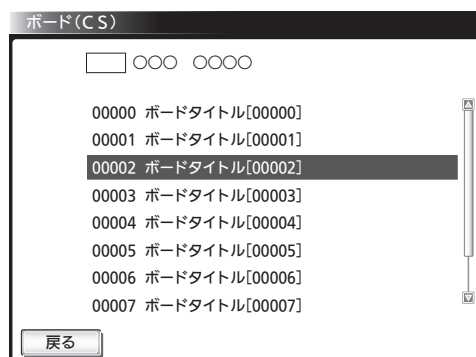 ボード(CS)
○○○ ○○○○
00000 ボードタイトル[00000]
00001 ボードタイトル[00001]
00002 ボードタイトル[00002]
00003 ボードタイトル[00003]
00004 ボードタイトル[00004]
00005 ボードタイトル[00005]
00006 ボードタイトル[00006]
00007 ボードタイトル[00007]
戻る